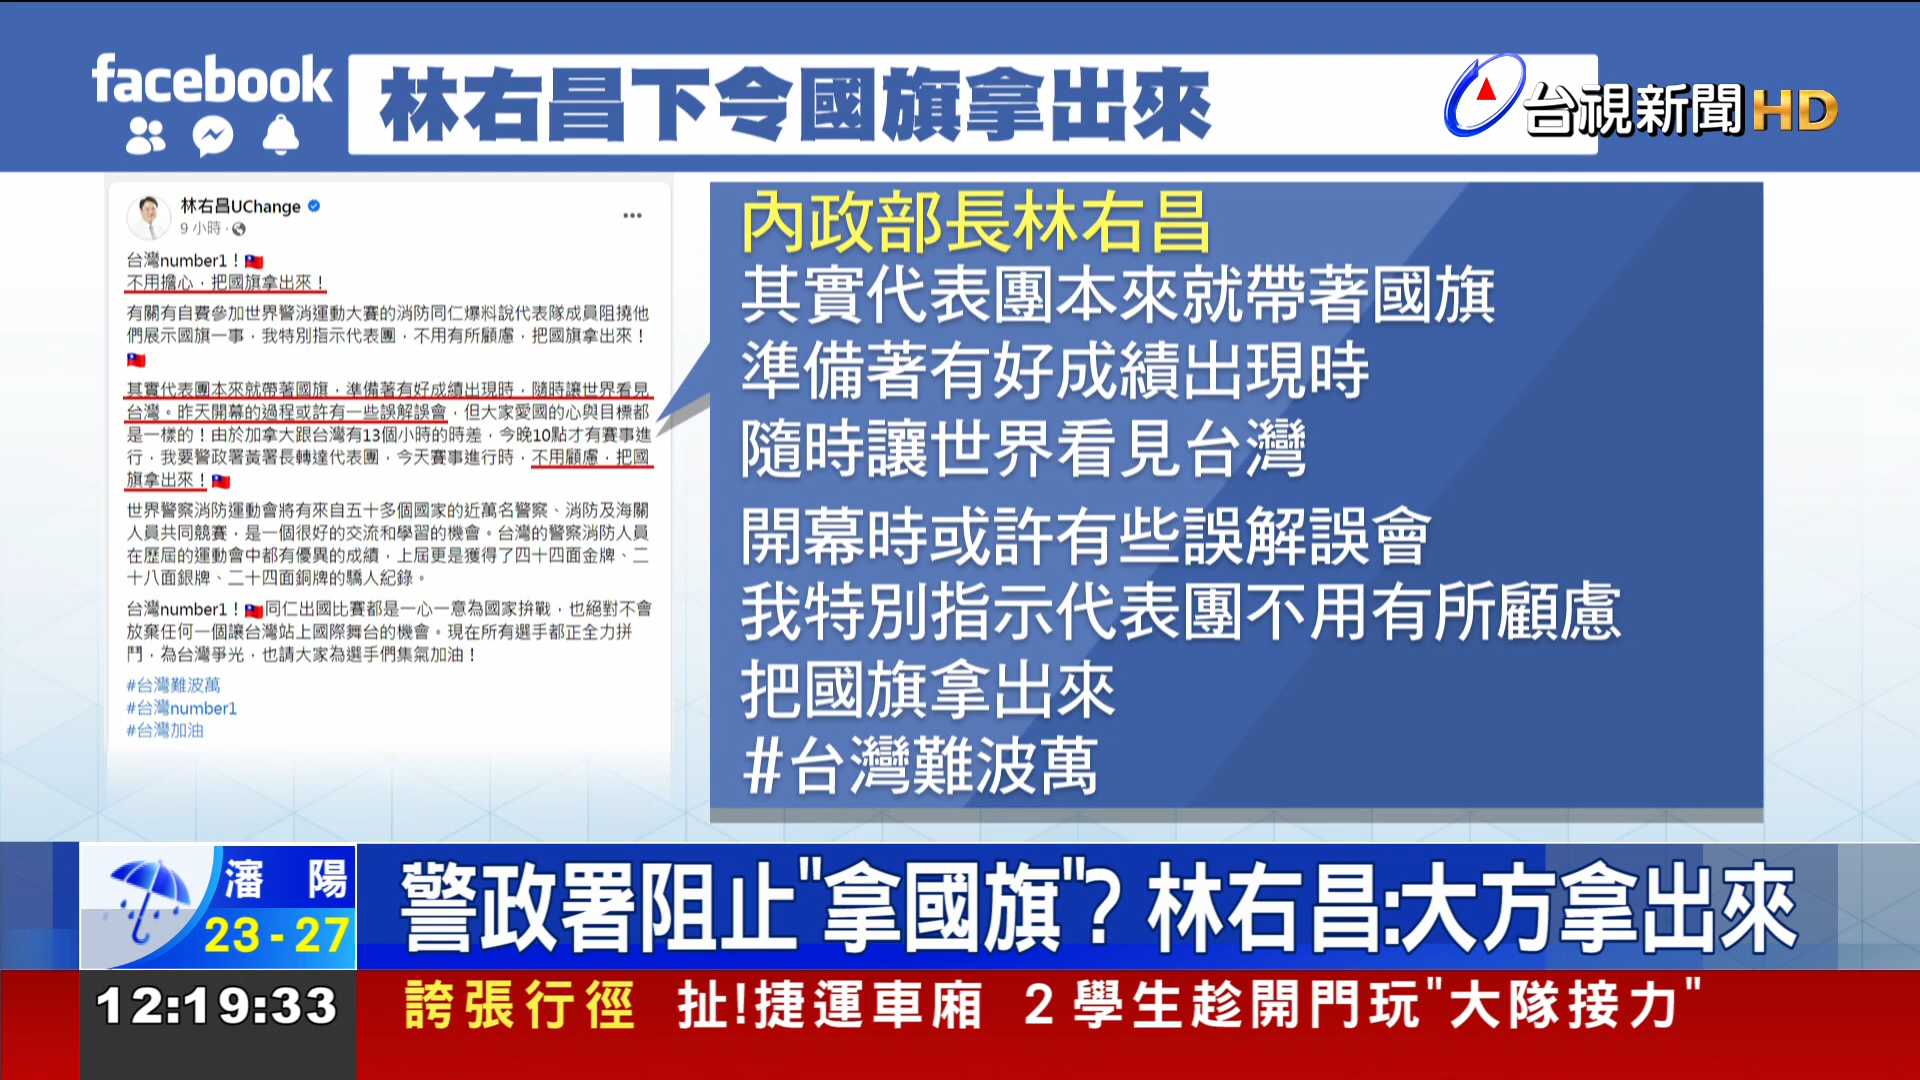 facebook
林右昌下令國旗拿出來
台視新聞HD
林右昌UChange
9 小時
台灣number1！🇹🇼
不用擔心，把國旗拿出來！
有關有自費參加世界警消運動大賽的消防同仁爆料說代表隊成員阻撓他
們展示國旗一事，我特別指示代表團，不用有所顧慮，把國旗拿出來！
🇹🇼
其實代表團本來就帶著國旗，準備著有好成績出現時，隨時讓世界看見
台灣。昨天開幕的過程或許有一些誤解誤會，但大家愛國的心與目標都
是一樣的！由於加拿大跟台灣有13個小時的時差，今晚10點才有賽事進
行，我要警政署黃署長轉達代表團，今天賽事進行時，不用顧慮，把國
旗拿出來！🇹🇼
世界警察消防運動會將有來自五十多個國家的近萬名警察、消防及海關
人員共同競賽，是一個很好的交流和學習的機會。台灣的警察消防人員
在歷屆的運動會中都有優異的成績，上屆更是獲得了四十四面金牌、二
十八面銀牌、二十四面銅牌的驕人紀錄。
台灣number1！🇹🇼同仁出國比賽都是一心一意為國家拚戰，也絕對不會
放棄任何一個讓台灣站上國際舞台的機會。現在所有選手都正全力拼
鬥，為台灣爭光，也請大家為選手們集氣加油！
#台灣難波萬
#台灣number1
#台灣加油
內政部長林右昌
其實代表團本來就帶著國旗
準備著有好成績出現時
隨時讓世界看見台灣
開幕時或許有些誤解誤會
我特別指示代表團不用有所顧慮
把國旗拿出來
#台灣難波萬
瀋 陽
23-27
警政署阻止"拿國旗"? 林右昌:大方拿出來
12:19:33
誇張行徑 扯!捷運車廂 2學生趁開門玩"大隊接力"